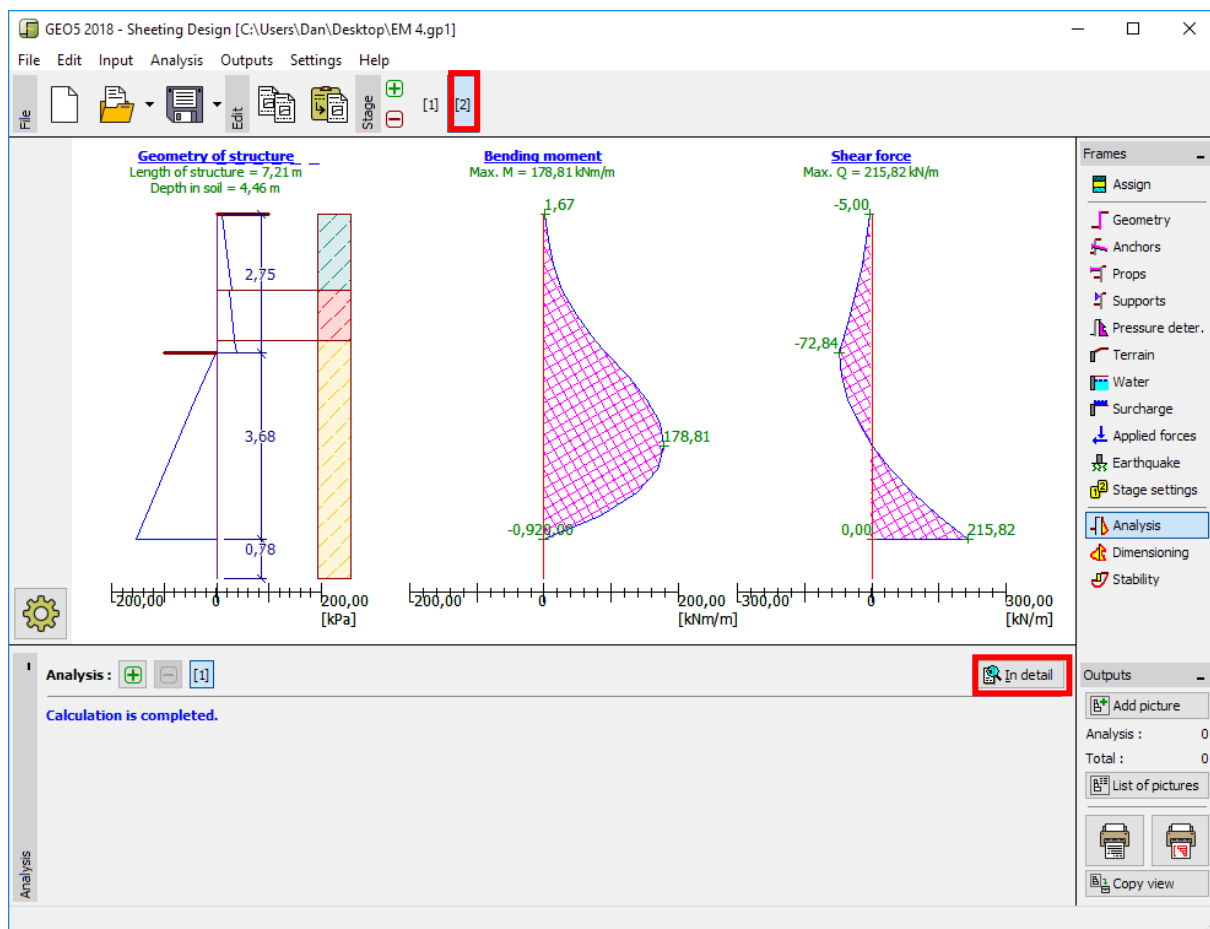 GEO5 2018 - Sheeting Design [C:\Users\Dan\Desktop\EM 4.gp1]
File Edit Input Analysis Outputs Settings Help
File
Edit
Stage
[1] [2]
Geometry of structure
Length of structure = 7,21 m
Depth in soil = 4,46 m
2,75
3,68
0,78
-200,00 0 200,00
[kPa]
Bending moment
Max. M = 178,81 kNm/m
1,67
178,81
-0,92 0,00
-200,00 0 200,00
[kNm/m]
Shear force
Max. Q = 215,82 kN/m
-5,00
-72,84
0,00 215,82
-300,00 0 300,00
[kN/m]
Frames
Assign
Geometry
Anchors
Props
Supports
Pressure deter.
Terrain
Water
Surcharge
Applied forces
Earthquake
Stage settings
Analysis
Dimensioning
Stability
Analysis : [1] In detail
Calculation is completed.
Analysis
Outputs
Add picture
Analysis : 0
Total : 0
List of pictures
Copy view